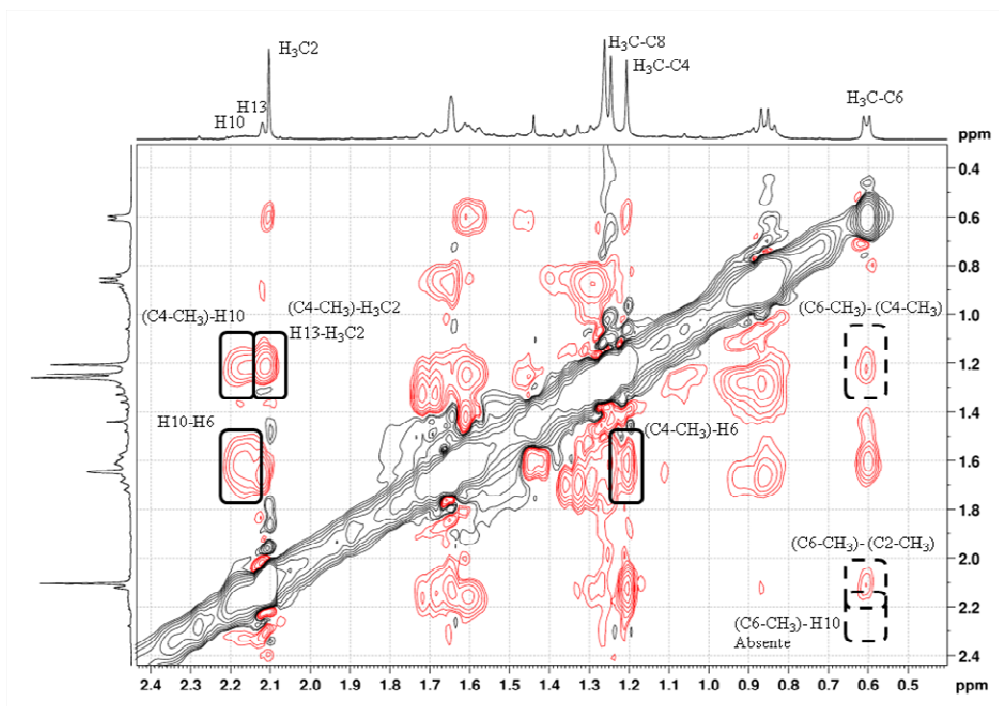 H₃C-C8
H₃C2
H₃C-C4
H13
H10
H₃C-C6
ppm
0.4
0.6
0.8
(C4-CH₃)-H₃C2
(C4-CH₃)-H10
(C6-CH₃)-(C4-CH₃)
1.0
H13-H₃C2
1.2
1.4
H10-H6
(C4-CH₃)-H6
1.6
1.8
(C6-CH₃)-(C2-CH₃)
2.0
2.2
(C6-CH₃)-H10
Absente
2.4
2.4 2.3 2.2 2.1 2.0 1.9 1.8 1.7 1.6 1.5 1.4 1.3 1.2 1.1 1.0 0.9 0.8 0.7 0.6 0.5 ppm